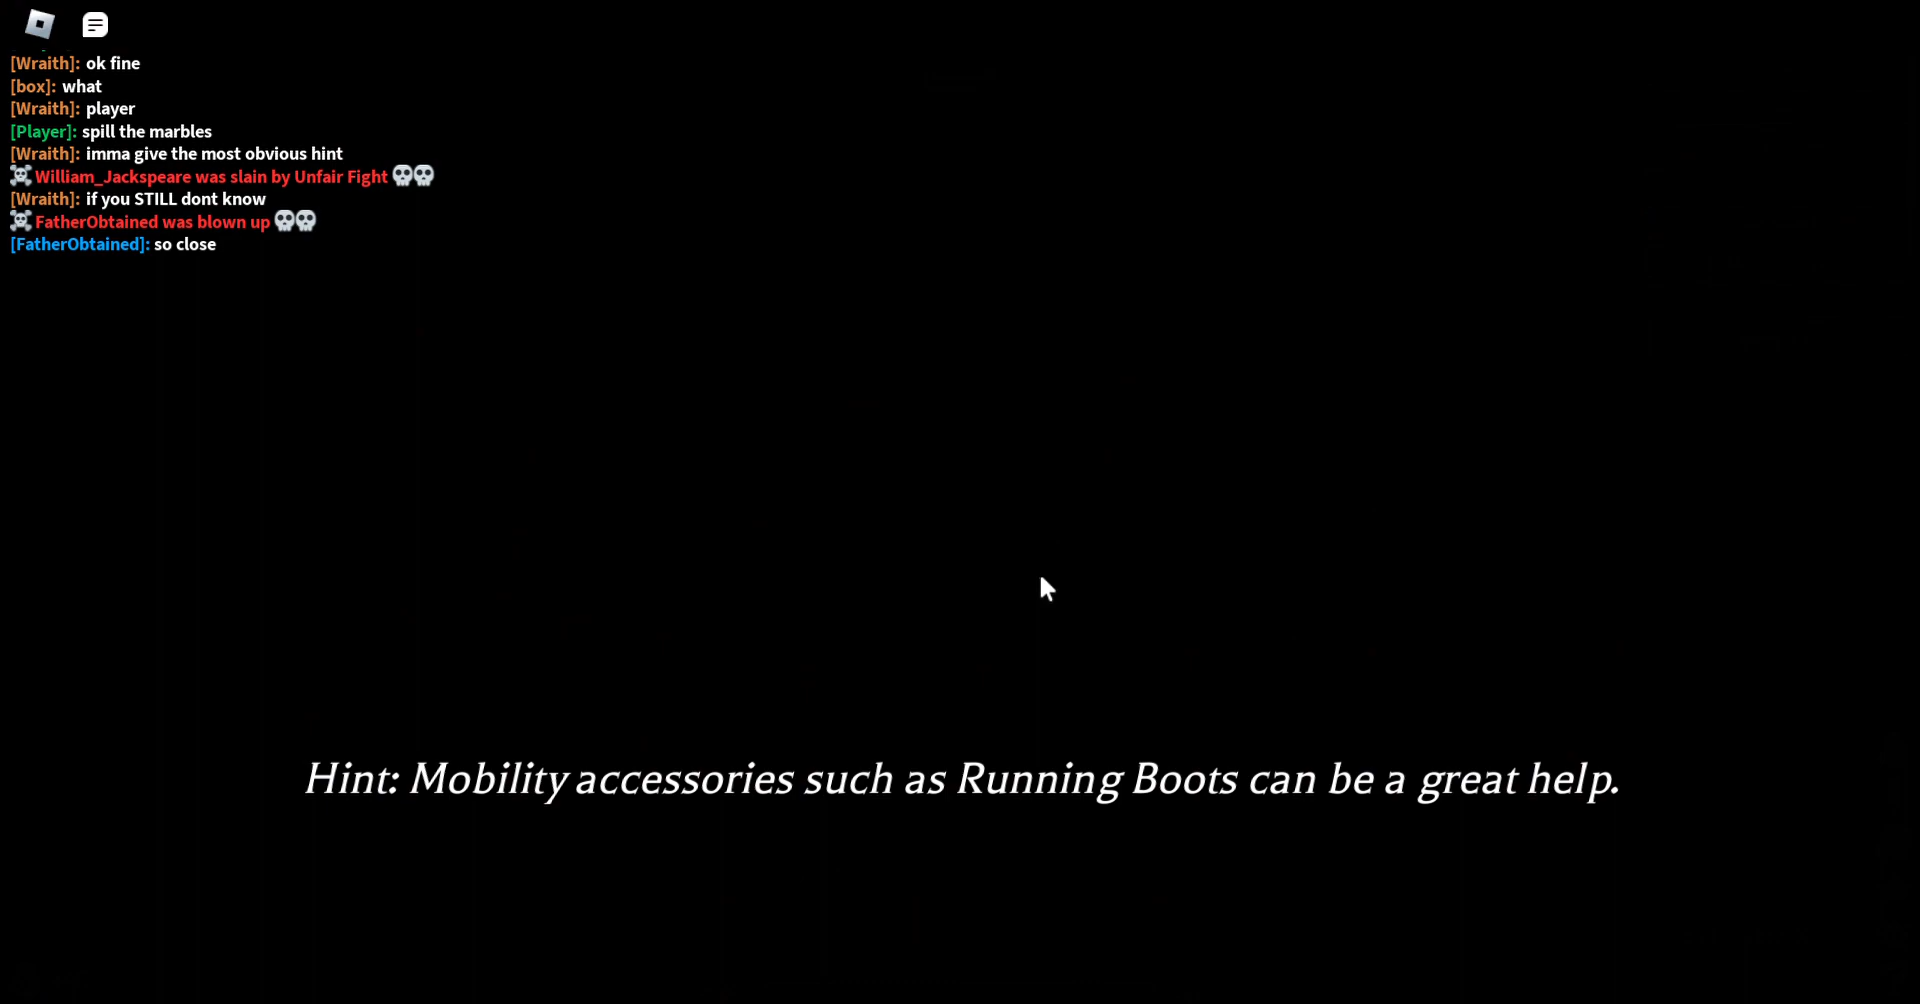 [Wraith]: ok fine
[box]: what
[Wraith]: player
[Player]: spill the marbles
[Wraith]: imma give the most obvious hint
☠️William_Jackspeare was slain by Unfair Fight 💀💀
[Wraith]: if you STILL dont know
☠️FatherObtained was blown up 💀💀
[FatherObtained]: so close
Hint: Mobility accessories such as Running Boots can be a great help.